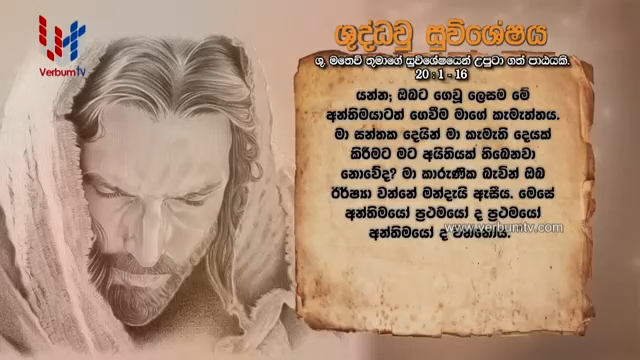 ශුද්ධවූ සුවිශේෂය
ශු. මතෙව් තුමාගේ සුවිශේෂයෙන් උපුටා ගත් පාඨයකි.
20 : 1 - 16
Verbum tv
යන්න; ඔබට ගෙවූ ලෙසම මේ
අන්තිමයාටත් ගෙවීම මාගේ කැමැත්තය.
මා සන්තක දෙයින් මා කැමැති දෙයක්
කිරීමට මට අයිතියක් තිබෙනවා
නොවේද? මා කාරුණික බැවින් ඔබ
ඊර්ෂ්‍යා වන්නේ මන්දැයි ඇසීය. මෙසේ
අන්තිමයෝ ප්‍රථමයෝ ද ප්‍රථමයෝ
www.verbumtv.com
අන්තිමයෝ ද වන්නෝය.